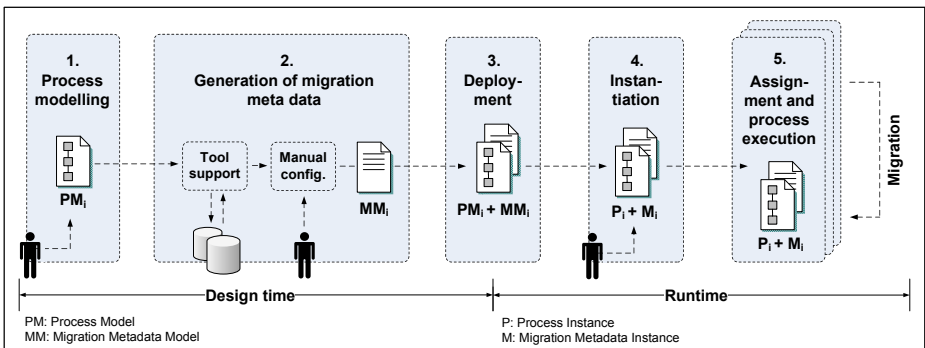 1.
Process
modelling
PMi
2.
Generation of migration
meta data
Tool
support
Manual
config.
MMi
3.
Deploy-
ment
PMi + MMi
4.
Instan-
tiation
Pi + Mi
5.
Assign-
ment and
process
execution
Pi + Mi
Migration
Design time
Runtime
PM: Process Model
MM: Migration Metadata Model
P: Process Instance
M: Migration Metadata Instance